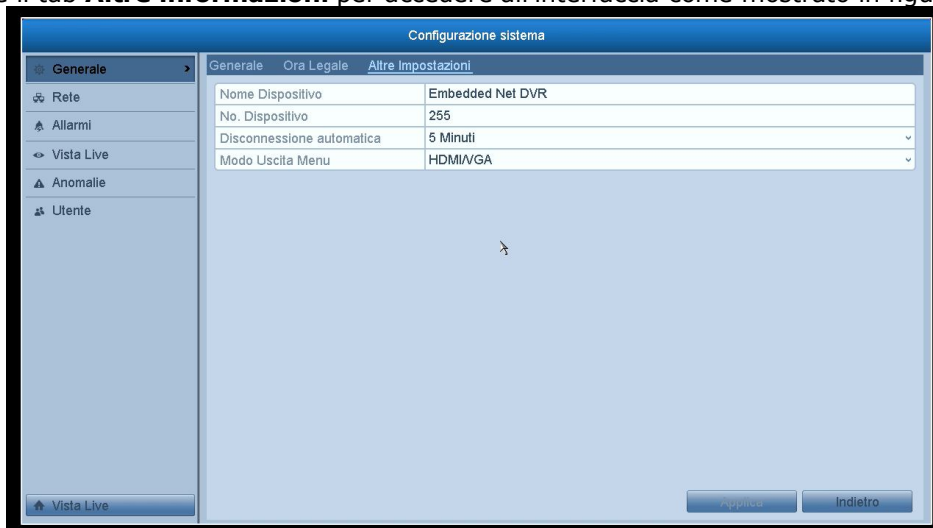 il tab Altre Informazioni per accedere all'interfaccia come mostrato in figu
Configurazione sistema
Generale
Rete
Allarmi
Vista Live
Anomalie
Utente
Vista Live
Generale Ora Legale Altre Impostazioni
Nome Dispositivo Embedded Net DVR
No. Dispositivo 255
Disconnessione automatica 5 Minuti
Modo Uscita Menu HDMI/VGA
Applica Indietro